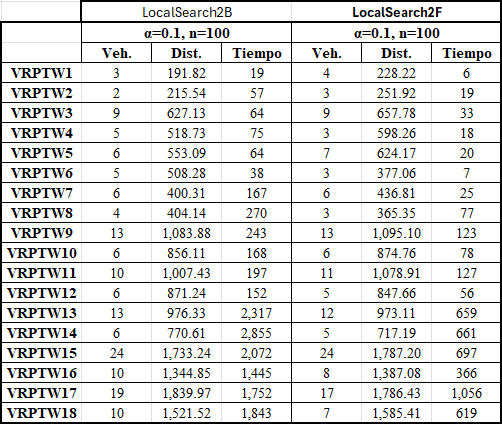 LocalSearch2B LocalSearch2F
α=0.1, n=100 α=0.1, n=100
Veh. Dist. Tiempo Veh. Dist. Tiempo
VRPTW1 3 191.82 19 4 228.22 6
VRPTW2 2 215.54 57 3 251.92 19
VRPTW3 9 627.13 64 9 657.78 33
VRPTW4 5 518.73 75 3 598.26 18
VRPTW5 6 553.09 64 7 624.17 20
VRPTW6 5 508.28 38 3 377.06 7
VRPTW7 6 400.31 167 6 436.81 25
VRPTW8 4 404.14 270 3 365.35 77
VRPTW9 13 1,083.88 243 13 1,095.10 123
VRPTW10 6 856.11 168 6 874.76 78
VRPTW11 10 1,007.43 197 11 1,078.91 127
VRPTW12 6 871.24 152 5 847.66 56
VRPTW13 13 976.33 2,317 12 973.11 659
VRPTW14 6 770.61 2,855 5 717.19 661
VRPTW15 24 1,733.24 2,072 24 1,787.20 697
VRPTW16 10 1,344.85 1,445 8 1,387.08 366
VRPTW17 19 1,839.97 1,752 17 1,786.43 1,056
VRPTW18 10 1,521.52 1,843 7 1,585.41 619